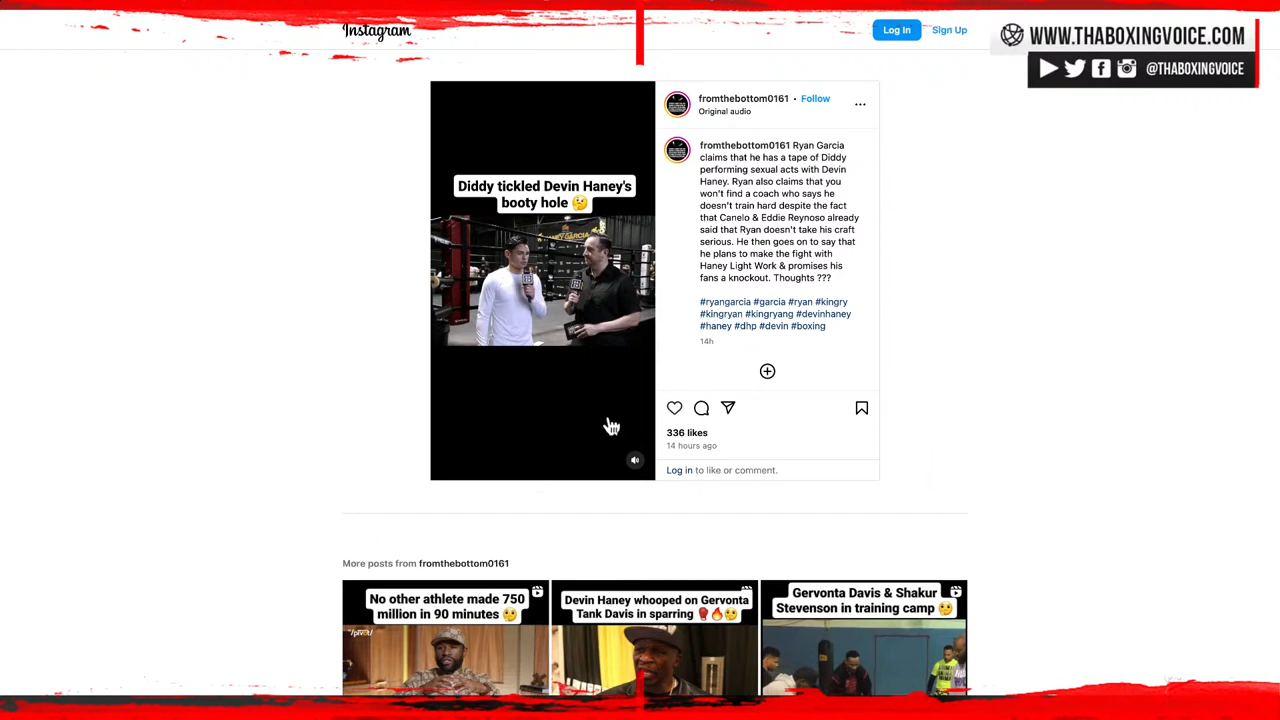 Instagram
Log In
Sign Up
WWW.THABOXINGVOICE.COM
@THABOXINGVOICE
fromthebottom0161 • Follow
Original audio
Diddy tickled Devin Haney's
booty hole 🤔
fromthebottom0161 Ryan Garcia
claims that he has a tape of Diddy
performing sexual acts with Devin
Haney. Ryan also claims that you
won't find a coach who says he
doesn't train hard despite the fact
that Canelo & Eddie Reynoso already
said that Ryan doesn't take his craft
serious. He then goes on to say that
he plans to make the fight with
Haney Light Work & promises his
fans a knockout. Thoughts ???
#ryangarcia #garcia #ryan #kingry
#kingryan #kingryang #devinhaney
#haney #dhp #devin #boxing
14h
336 likes
14 hours ago
Log in to like or comment.
More posts from fromthebottom0161
No other athlete made 750
million in 90 minutes 🤔
Devin Haney whooped on Gervonta
Tank Davis in sparring 🥊🔥🤔
Gervonta Davis & Shakur
Stevenson in training camp 🤔